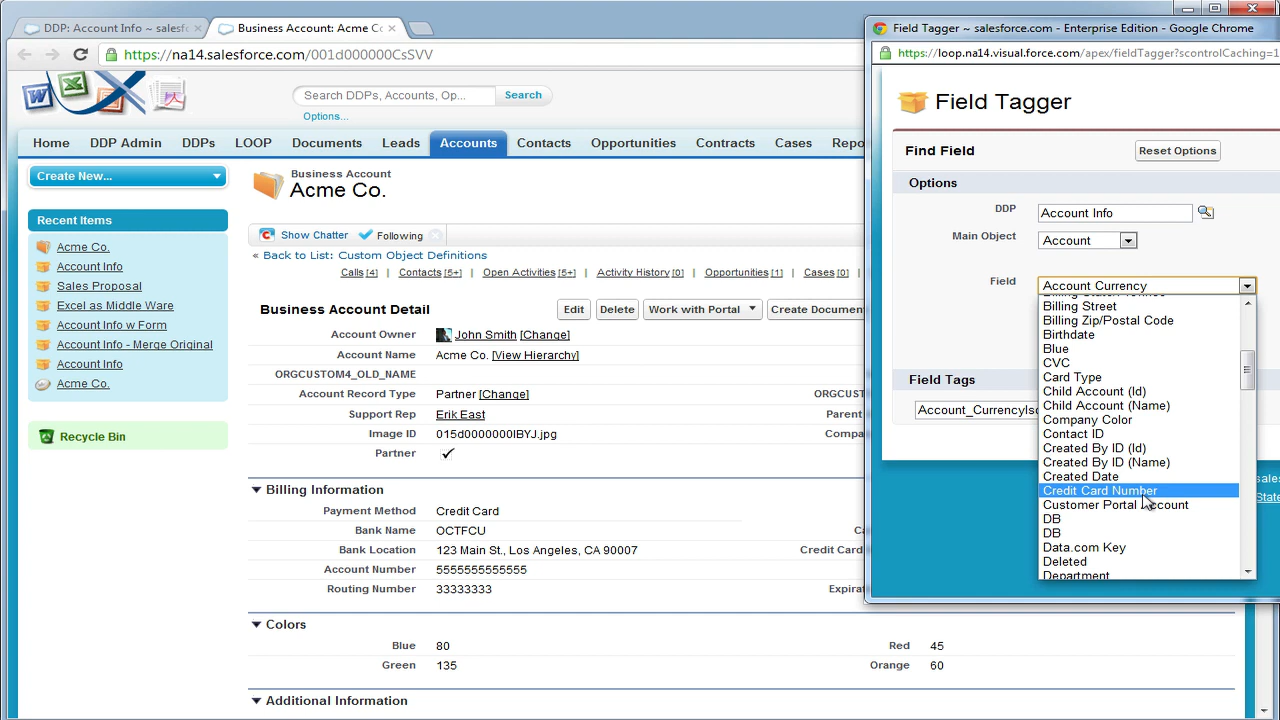 DDP: Account Info ~ salesf
Business Account: Acme Co
https://na14.salesforce.com/001d000000CsSVV
Search DDPs, Accounts, Op...
Search
Options...
Home
DDP Admin
DDPs
LOOP
Documents
Leads
Accounts
Contacts
Opportunities
Contracts
Cases
Repo
Create New...
Recent Items
Acme Co.
Account Info
Sales Proposal
Excel as Middle Ware
Account Info w Form
Account Info - Merge Original
Account Info
Acme Co.
Recycle Bin
Business Account
Acme Co.
Show Chatter
Following
« Back to List: Custom Object Definitions
Calls [4]
Contacts [5+]
Open Activities [5+]
Activity History [0]
Opportunities [1]
Cases [0]
Business Account Detail
Edit
Delete
Work with Portal
Create Documen
Account Owner
John Smith [Change]
Account Name
Acme Co. [View Hierarchy]
ORGCUSTOM4_OLD_NAME
Account Record Type
Partner [Change]
ORGCUS
Support Rep
Erik East
Parent
Image ID
015d0000000IBYJ.jpg
Compa
Partner
Billing Information
Payment Method
Credit Card
Bank Name
OCTFCU
Ca
Bank Location
123 Main St., Los Angeles, CA 90007
Credit Card
Account Number
5555555555555
Routing Number
33333333
Expira
Colors
Blue
80
Red
45
Green
135
Orange
60
Additional Information
Field Tagger ~ salesforce.com - Enterprise Edition - Google Chrome
https://loop.na14.visual.force.com/apex/fieldTagger?scontrolCaching=1
Field Tagger
Find Field
Reset Options
Options
DDP
Account Info
Main Object
Account
Field
Account Currency
Billing Street
Billing Zip/Postal Code
Birthdate
Blue
CVC
Card Type
Child Account (Id)
Child Account (Name)
Company Color
Contact ID
Created By ID (Id)
Created By ID (Name)
Created Date
Credit Card Number
Customer Portal Account
DB
DB
Data.com Key
Deleted
Department
Field Tags
Account_CurrencyIsc
sales
State